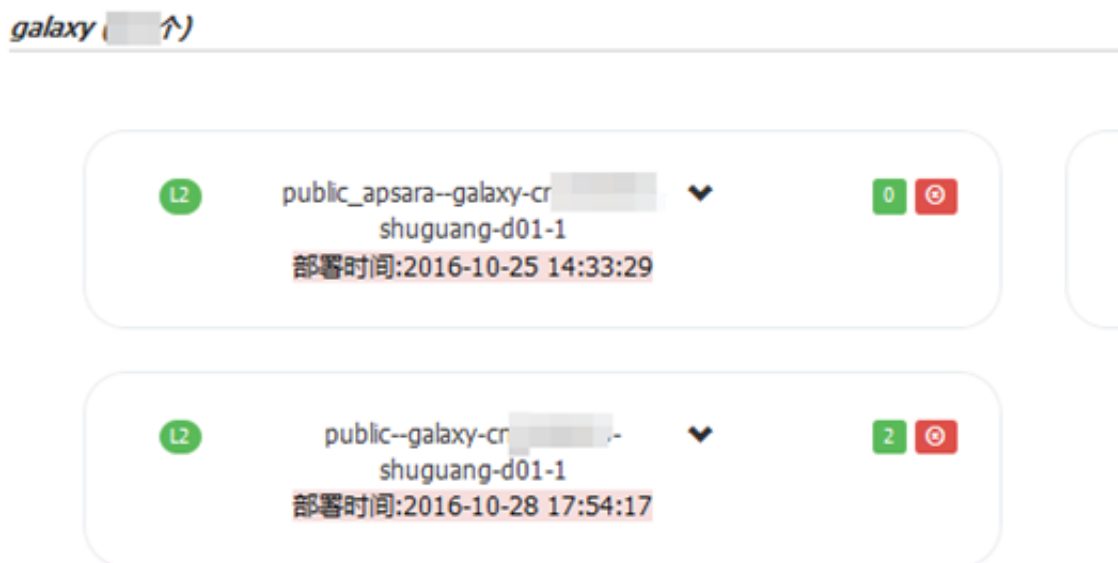 galaxy ( 个)
L2
public_apsara--galaxy-cr
shuguang-d01-1
0
部署时间:2016-10-25 14:33:29
L2
public--galaxy-cn -
shuguang-d01-1
2
部署时间:2016-10-28 17:54:17